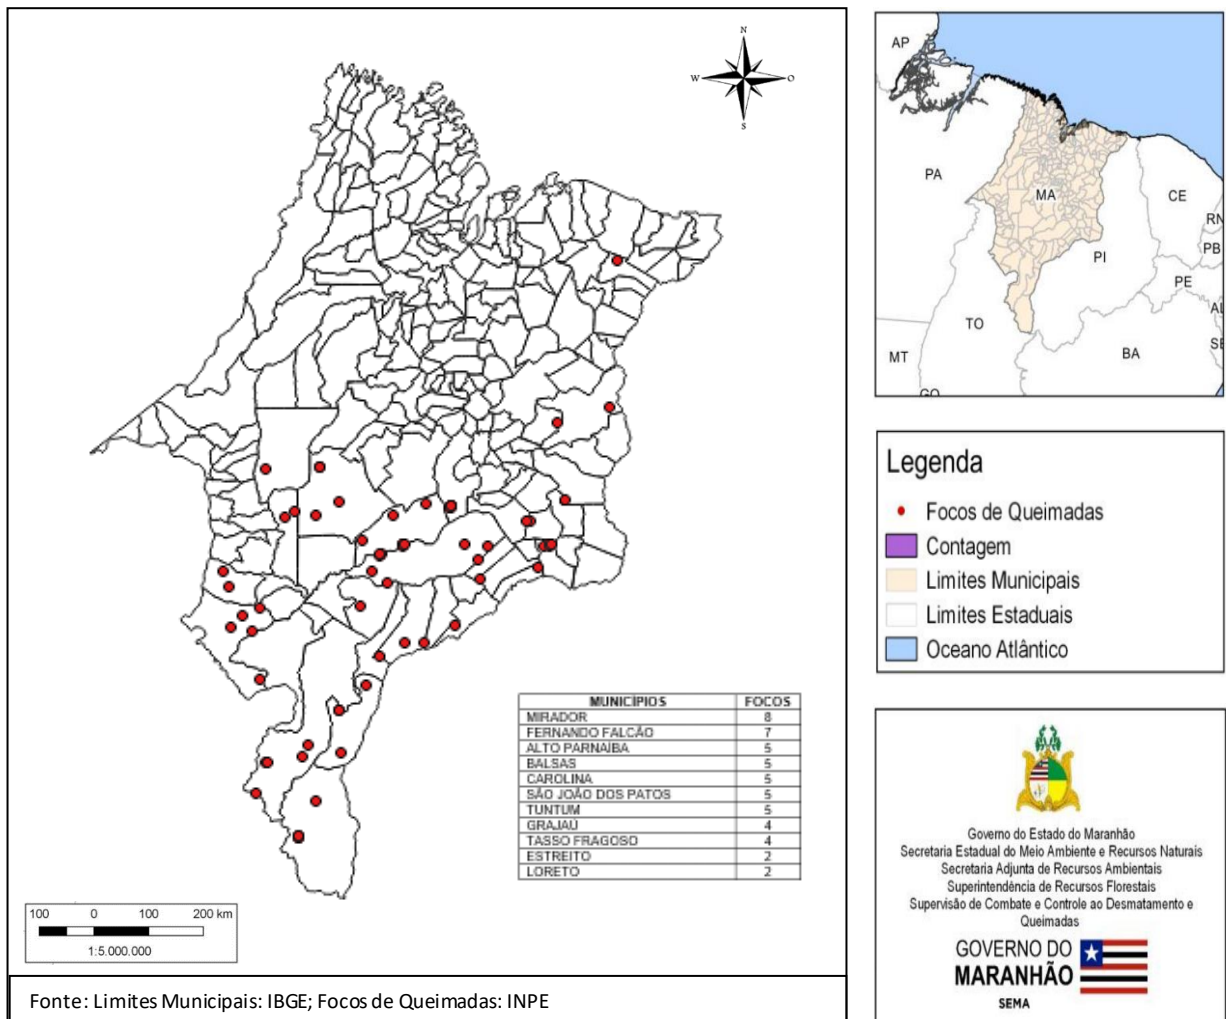 N
W
O
S
MUNICÍPIOS FOCOS
MIRADOR 8
FERNANDO FALCÃO 7
ALTO PARNAÍBA 5
BALSAS 5
CAROLINA 5
SÃO JOÃO DOS PATOS 5
TUNTUM 5
GRAJAÚ 4
TASSO FRAGOSO 4
ESTREITO 2
LORETO 2
100 0 100 200 km
1:5.000.000
Fonte: Limites Municipais: IBGE; Focos de Queimadas: INPE
AP
PA
MA
CE
RN
PB
PI
PE
AL
TO
SE
BA
MT
GO
Legenda
Focos de Queimadas
Contagem
Limites Municipais
Limites Estaduais
Oceano Atlântico
Governo do Estado do Maranhão
Secretaria Estadual do Meio Ambiente e Recursos Naturais
Secretaria Adjunta de Recursos Ambientais
Superintendência de Recursos Florestais
Supervisão de Combate e Controle ao Desmatamento e
Queimadas
GOVERNO DO
MARANHÃO
SEMA